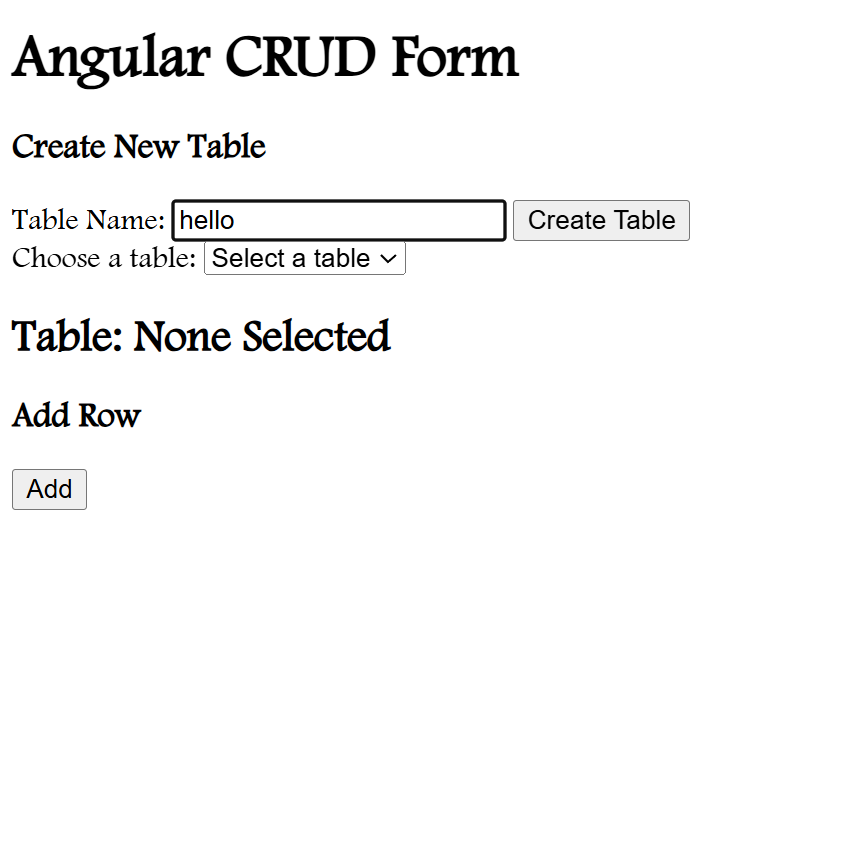 Angular CRUD Form
Create New Table
Table Name: hello Create Table
Choose a table: Select a table
Table: None Selected
Add Row
Add